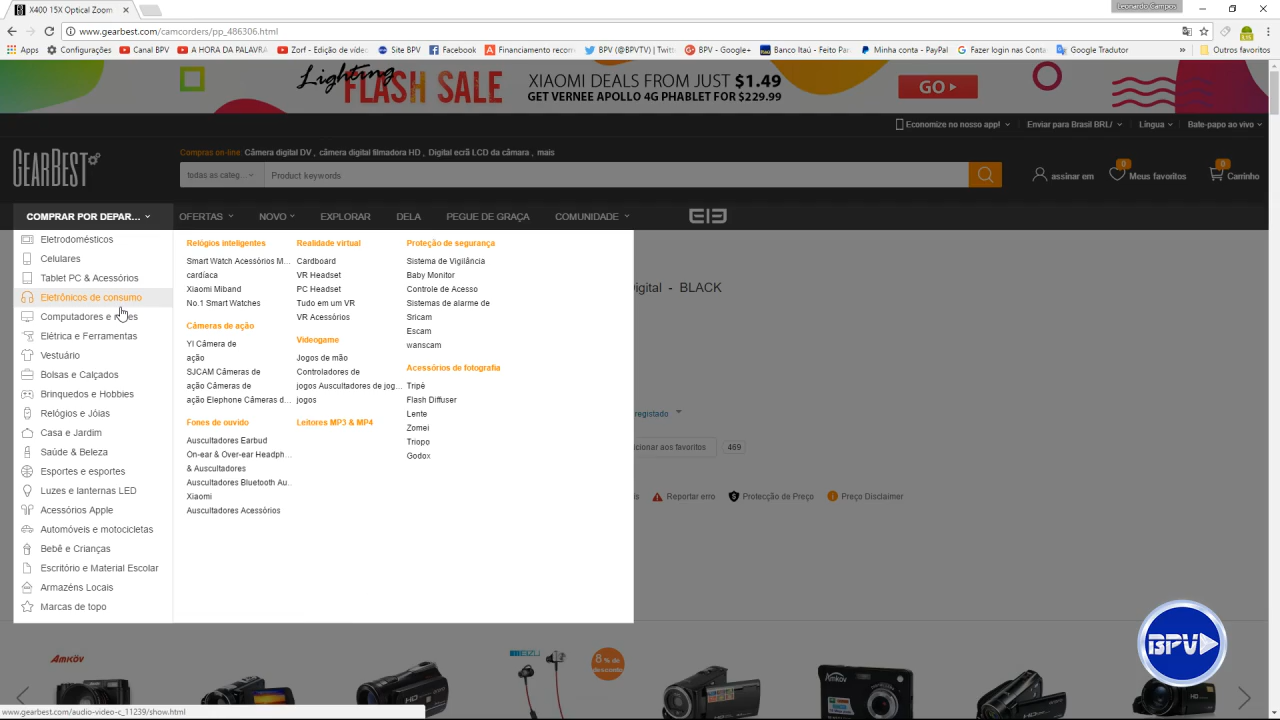 X400 15X Optical Zoom
Leonardo Campos
www.gearbest.com/camcorders/pp_486306.html
Apps Configurações Canal BPV A HORA DA PALAVRA Zorf - Edição de vídeo Site BPV Facebook Financiamento BPV (@BPVTV) | Twitt BPV - Google+ Banco Itaú - Feito Par Minha conta - PayPal Fazer login nas Conta Google Tradutor » Outros favoritos
Lighting FLASH SALE
XIAOMI DEALS FROM JUST $1.49
GET VERNEE APOLLO 4G PHABLET FOR $229.99
GO
Economize no nosso app! Enviar para Brasil BRL/ Língua Bate-papo ao vivo
GEARBEST
Compras on-line: Câmera digital DV , câmera digital filmadora HD , Digital ecrã LCD da câmara , mais
todas as categ... Product keywords
assinar em 0 Meus favoritos 0 Carrinho
COMPRAR POR DEPAR... OFERTAS NOVO EXPLORAR DELA PEGUE DE GRAÇA COMUNIDADE
Eletrodomésticos
Celulares
Tablet PC & Acessórios
Eletrônicos de consumo
Computadores e
Elétrica e Ferramentas
Vestuário
Bolsas e Calçados
Brinquedos e Hobbies
Relógios e Jóias
Casa e Jardim
Saúde & Beleza
Esportes e esportes
Luzes e lanternas LED
Acessórios Apple
Automóveis e motocicletas
Bebê e Crianças
Escritório e Material Escolar
Armazéns Locais
Marcas de topo
Relógios inteligentes
Smart Watch Acessórios M...
cardíaca
Xiaomi Miband
No.1 Smart Watches
Câmeras de ação
YI Câmera de
ação
SJCAM Câmeras de
ação Câmeras de
ação Elephone Câmeras d...
Fones de ouvido
Auscultadores Earbud
On-ear & Over-ear Headph...
& Auscultadores
Auscultadores Bluetooth Au...
Xiaomi
Auscultadores Acessórios
Realidade virtual
Cardboard
VR Headset
PC Headset
Tudo em um VR
VR Acessórios
Videogame
Jogos de mão
Controladores de
jogos Auscultadores de jog...
jogos
Leitores MP3 & MP4
Proteção de segurança
Sistema de Vigilância
Baby Monitor
Controle de Acesso
Sistemas de alarme de
Sricam
Escam
wanscam
Acessórios de fotografia
Tripé
Flash Diffuser
Lente
Zomei
Triopo
Godox
igital - BLACK
registado
icionar aos favoritos 469
is Reportar erro Protecção de Preço Preço Disclaimer
BPV
AMKÖV
MEIZU
8% de
desconto
HD
AMKÖV
HD
HD
www.gearbest.com/audio-video-c_11239/show.html